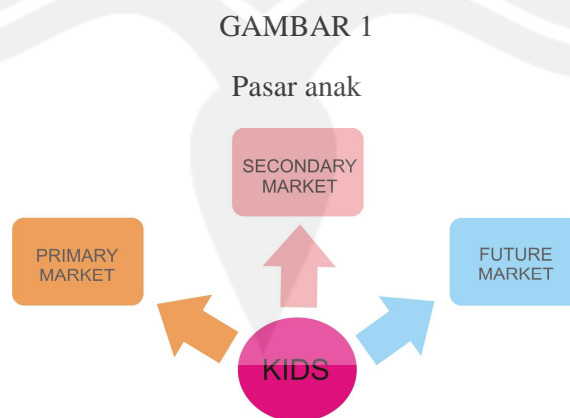 GAMBAR 1
Pasar anak
SECONDARY
MARKET
PRIMARY
MARKET
FUTURE
MARKET
KIDS